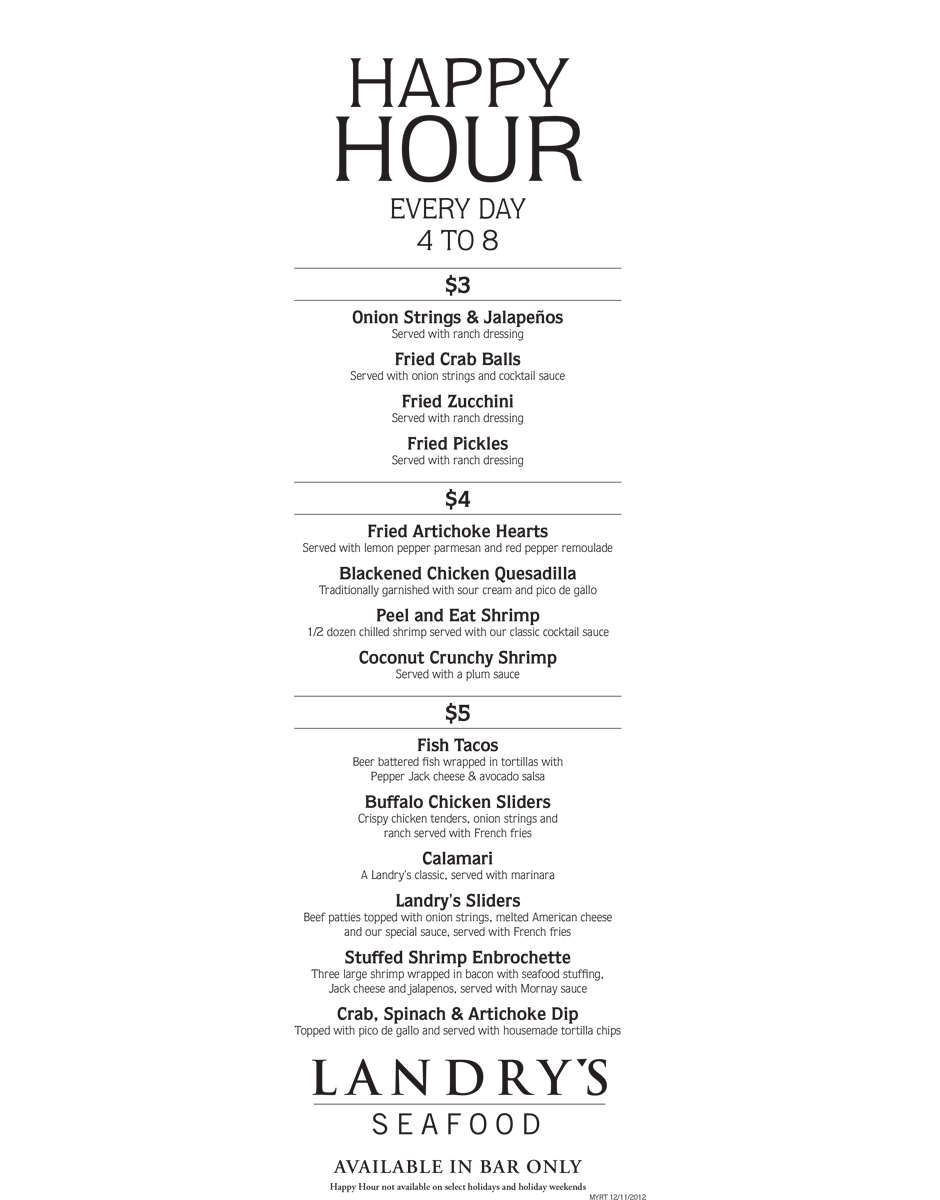 HAPPY
HOUR
EVERY DAY
4 TO 8
$3
Onion Strings & Jalapeños
Served with ranch dressing
Fried Crab Balls
Served with onion strings and cocktail sauce
Fried Zucchini
Served with ranch dressing
Fried Pickles
Served with ranch dressing
$4
Fried Artichoke Hearts
Served with lemon pepper parmesan and red pepper remoulade
Blackened Chicken Quesadilla
Traditionally garnished with sour cream and pico de gallo
Peel and Eat Shrimp
1/2 dozen chilled shrimp served with our classic cocktail sauce
Coconut Crunchy Shrimp
Served with a plum sauce
$5
Fish Tacos
Beer battered fish wrapped in tortillas with
Pepper Jack cheese & avocado salsa
Buffalo Chicken Sliders
Crispy chicken tenders, onion strings and
ranch served with French fries
Calamari
A Landry's classic, served with marinara
Landry's Sliders
Beef patties topped with onion strings, melted American cheese
and our special sauce, served with French fries
Stuffed Shrimp Enbrochette
Three large shrimp wrapped in bacon with seafood stuffing,
Jack cheese and jalapenos, served with Mornay sauce
Crab, Spinach & Artichoke Dip
Topped with pico de gallo and served with housemade tortilla chips
LANDRY'S
SEAFOOD
AVAILABLE IN BAR ONLY
Happy Hour not available on select holidays and holiday weekends
MYRT 12/11/2012